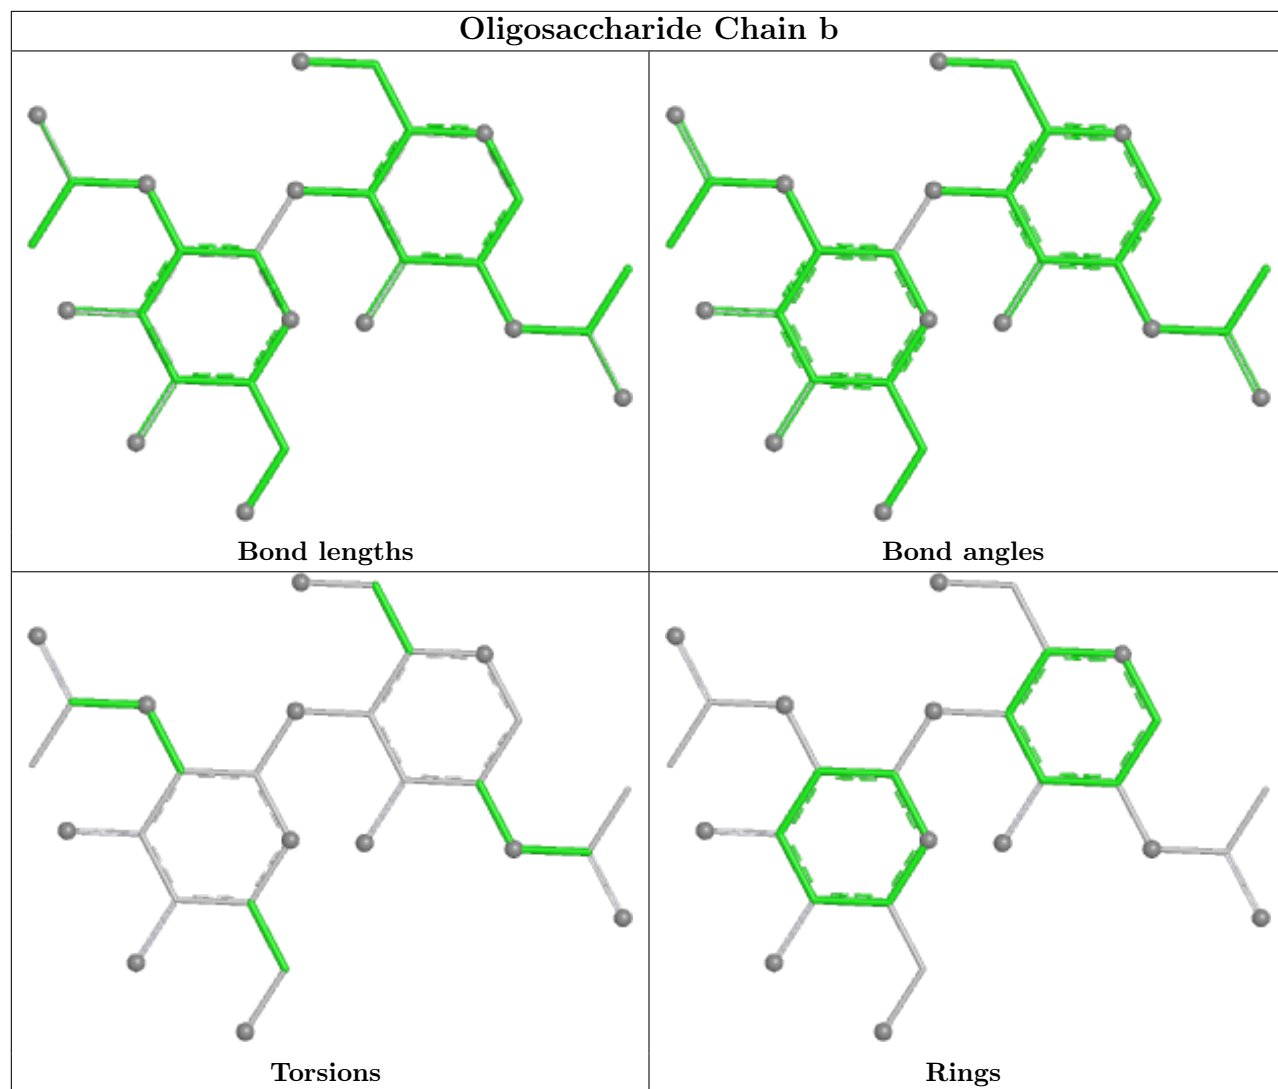 Oligosaccharide Chain b
Bond lengths
Bond angles
Torsions
Rings